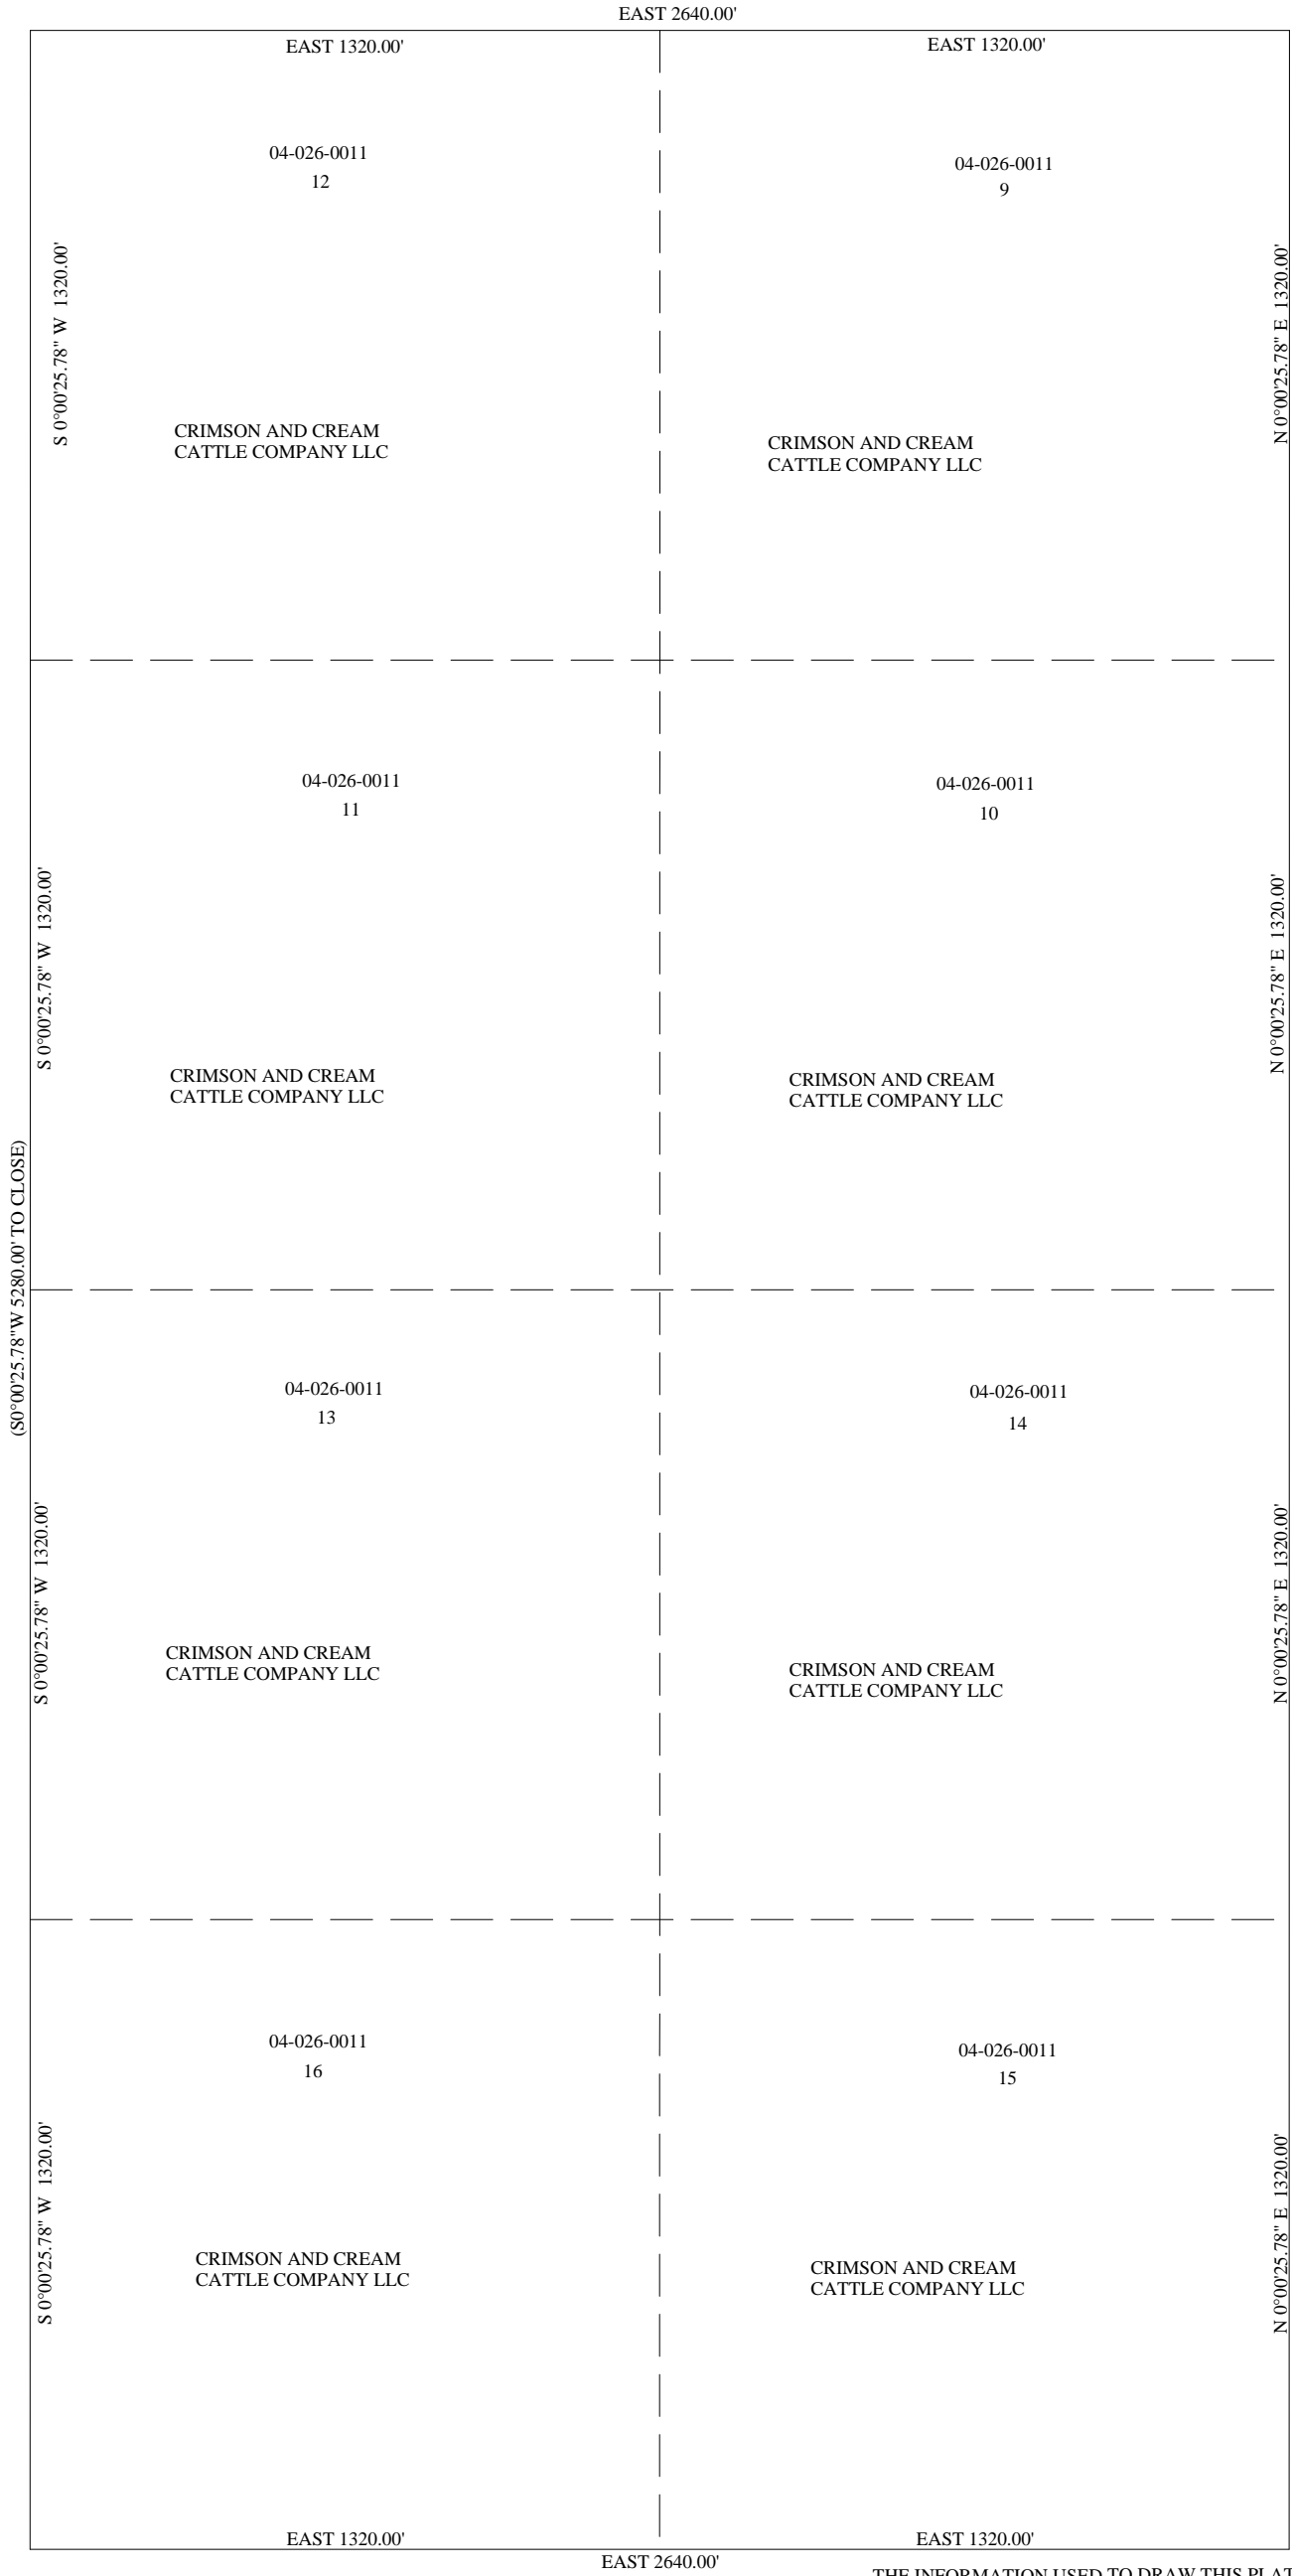 EAST 2640.00'
EAST 1320.00'
EAST 1320.00'
04-026-0011
12
04-026-0011
9
S 0°00'25.78" W 1320.00'
N 0°00'25.78" E 1320.00'
CRIMSON AND CREAM
CATTLE COMPANY LLC
CRIMSON AND CREAM
CATTLE COMPANY LLC
04-026-0011
11
04-026-0011
10
S 0°00'25.78" W 1320.00'
N 0°00'25.78" E 1320.00'
CRIMSON AND CREAM
CATTLE COMPANY LLC
CRIMSON AND CREAM
CATTLE COMPANY LLC
(S0°00'25.78"W 5280.00' TO CLOSE)
04-026-0011
13
04-026-0011
14
S 0°00'25.78" W 1320.00'
N 0°00'25.78" E 1320.00'
CRIMSON AND CREAM
CATTLE COMPANY LLC
CRIMSON AND CREAM
CATTLE COMPANY LLC
04-026-0011
16
04-026-0011
15
S 0°00'25.78" W 1320.00'
N 0°00'25.78" E 1320.00'
CRIMSON AND CREAM
CATTLE COMPANY LLC
CRIMSON AND CREAM
CATTLE COMPANY LLC
EAST 1320.00'
EAST 1320.00'
EAST 2640.00'
THE INFORMATION USED TO DRAW THIS PLAT